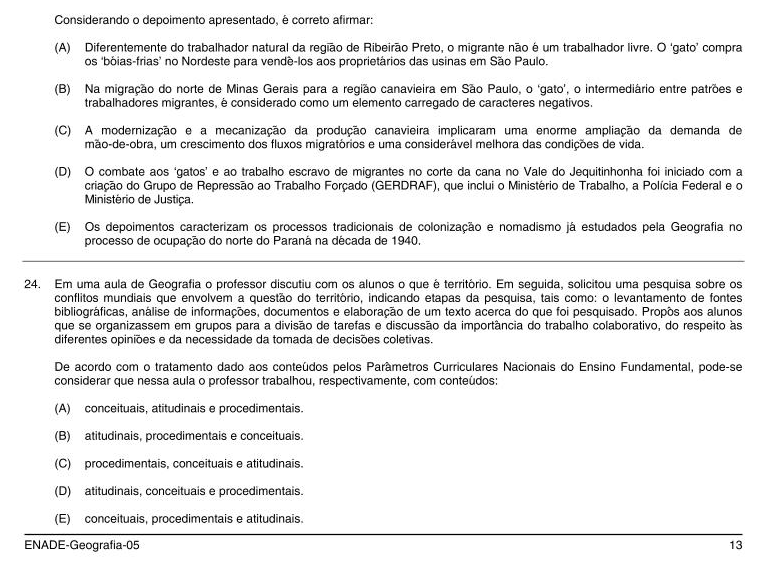 Considerando o depoimento apresentado, é correto afirmar:
(A) Diferentemente do trabalhador natural da região de Ribeirão Preto, o migrante não é um trabalhador livre. O ‘gato’ compra
os ‘bóias-frias’ no Nordeste para vendê-los aos proprietários das usinas em São Paulo.
(B) Na migração do norte de Minas Gerais para a região canavieira em São Paulo, o ‘gato’, o intermediário entre patrões e
trabalhadores migrantes, é considerado como um elemento carregado de caracteres negativos.
(C) A modernização e a mecanização da produção canavieira implicaram uma enorme ampliação da demanda de
mão-de-obra, um crescimento dos fluxos migratórios e uma considerável melhora das condições de vida.
(D) O combate aos ‘gatos’ e ao trabalho escravo de migrantes no corte da cana no Vale do Jequitinhonha foi iniciado com a
criação do Grupo de Repressão ao Trabalho Forçado (GERDRAF), que inclui o Ministério de Trabalho, a Polícia Federal e o
Ministério de Justiça.
(E) Os depoimentos caracterizam os processos tradicionais de colonização e nomadismo já estudados pela Geografia no
processo de ocupação do norte do Paraná na década de 1940.
24. Em uma aula de Geografia o professor discutiu com os alunos o que é território. Em seguida, solicitou uma pesquisa sobre os
conflitos mundiais que envolvem a questão do território, indicando etapas da pesquisa, tais como: o levantamento de fontes
bibliográficas, análise de informações, documentos e elaboração de um texto acerca do que foi pesquisado. Propôs aos alunos
que se organizassem em grupos para a divisão de tarefas e discussão da importância do trabalho colaborativo, do respeito às
diferentes opiniões e da necessidade da tomada de decisões coletivas.
De acordo com o tratamento dado aos conteúdos pelos Parâmetros Curriculares Nacionais do Ensino Fundamental, pode-se
considerar que nessa aula o professor trabalhou, respectivamente, com conteúdos:
(A) conceituais, atitudinais e procedimentais.
(B) atitudinais, procedimentais e conceituais.
(C) procedimentais, conceituais e atitudinais.
(D) atitudinais, conceituais e procedimentais.
(E) conceituais, procedimentais e atitudinais.
ENADE-Geografia-05 13